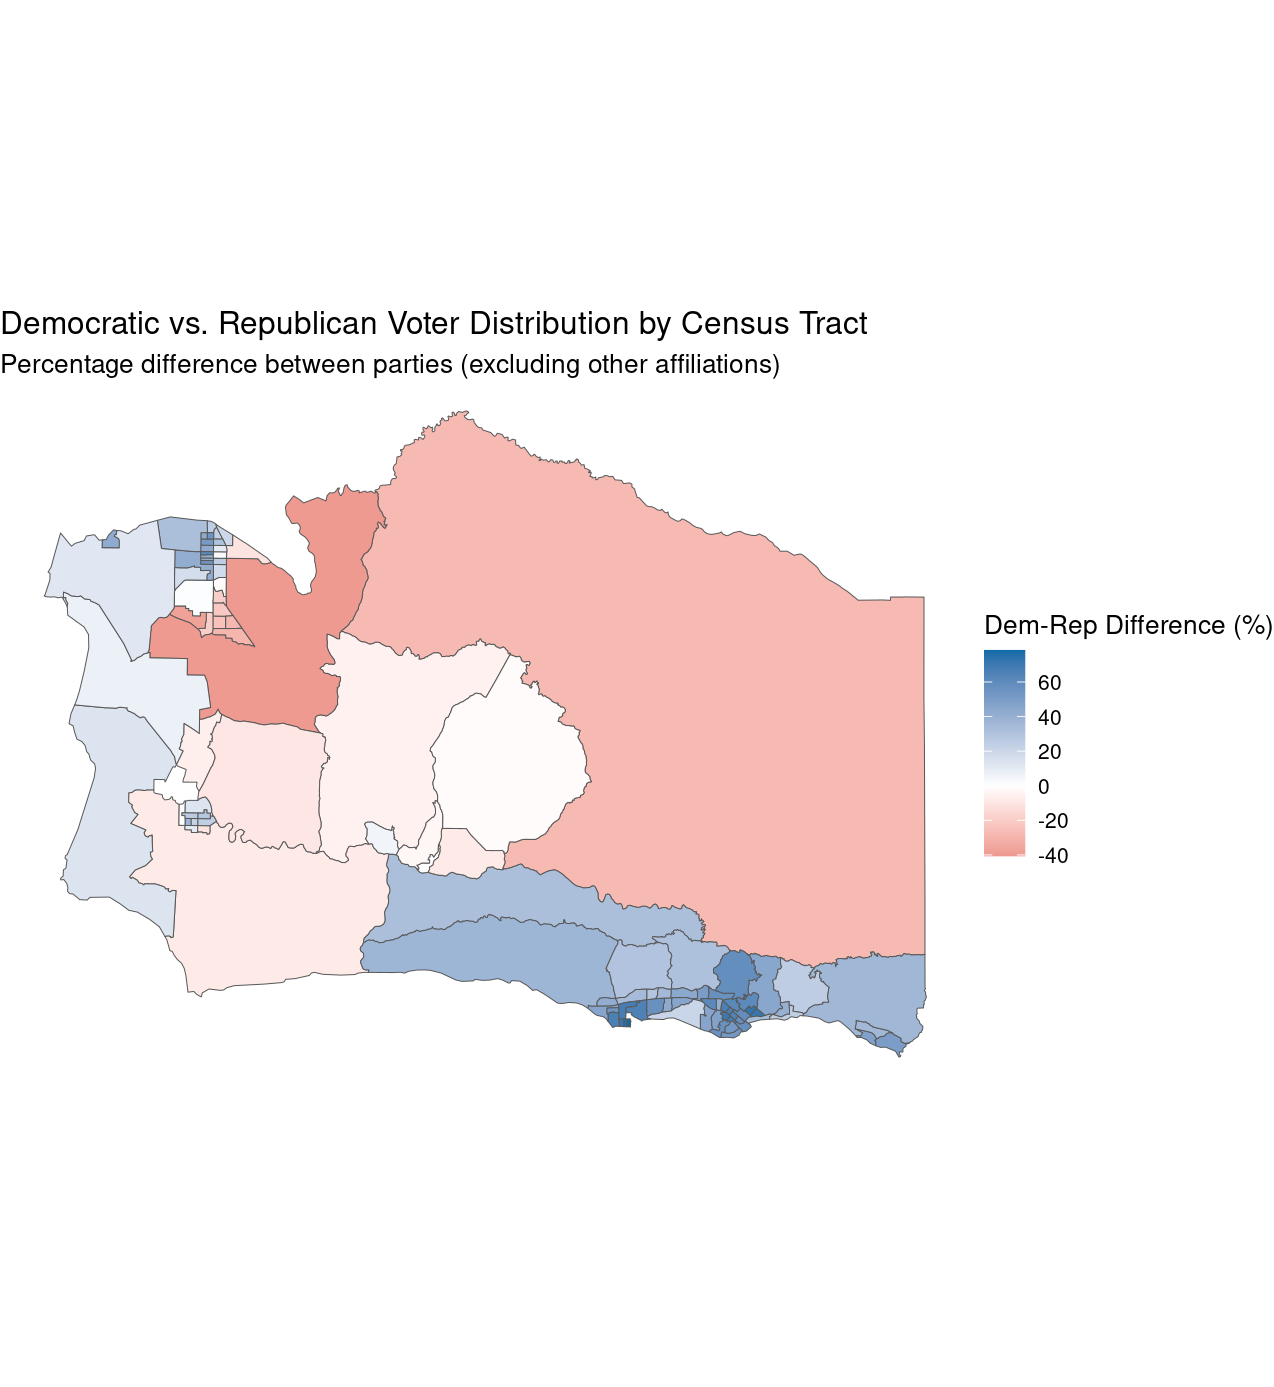 Democratic vs. Republican Voter Distribution by Census Tract
Percentage difference between parties (excluding other affiliations)
Dem-Rep Difference (%)
60
40
20
0
-20
-40